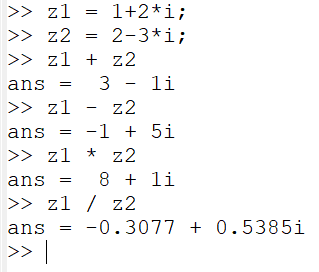 >> z1 = 1+2*i;
>> z2 = 2-3*i;
>> z1 + z2
ans =  3 - 1i
>> z1 - z2
ans = -1 + 5i
>> z1 * z2
ans =  8 + 1i
>> z1 / z2
ans = -0.3077 + 0.5385i
>>